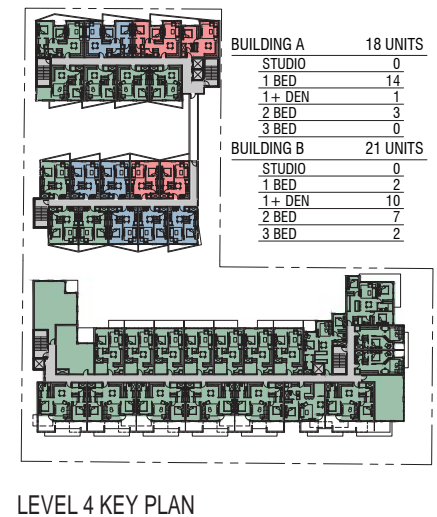 BUILDING A 18 UNITS
STUDIO 0
1 BED 14
1 + DEN 1
2 BED 3
3 BED 0
BUILDING B 21 UNITS
STUDIO 0
1 BED 2
1 + DEN 10
2 BED 7
3 BED 2
LEVEL 4 KEY PLAN